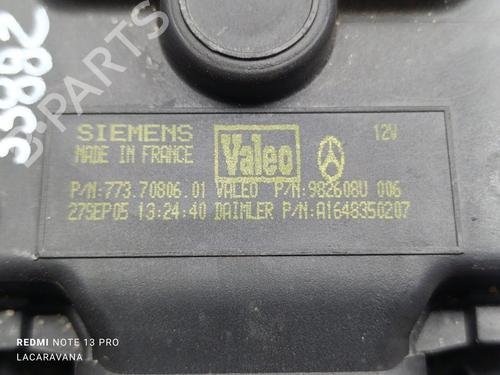 55882
SIEMENS Valeo 12V
MADE IN FRANCE
P/N:773.70806.01 VALEO P/N:982608U 006
27SEP05 13:24:40 DAIMLER P/N:A1648350207
REDMI NOTE 13 PRO
LACARAVANA